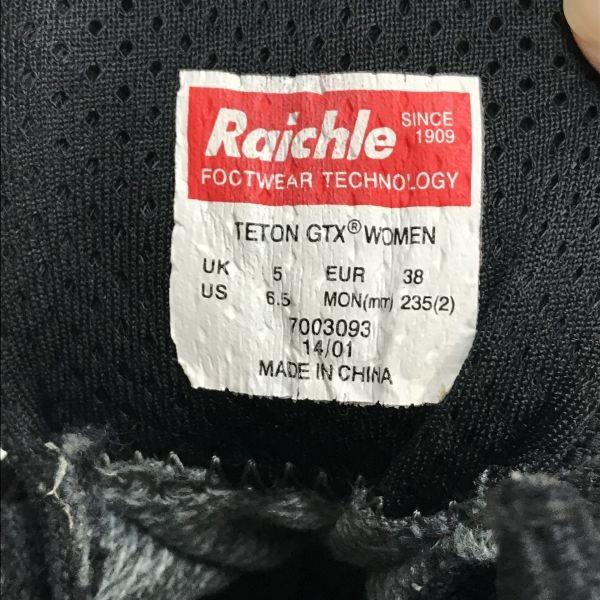 Raichle SINCE 1909
FOOTWEAR TECHNOLOGY
TETON GTX® WOMEN
UK 5 EUR 38
US 6.5 MON(mm) 235(2)
7003093
14/01
MADE IN CHINA